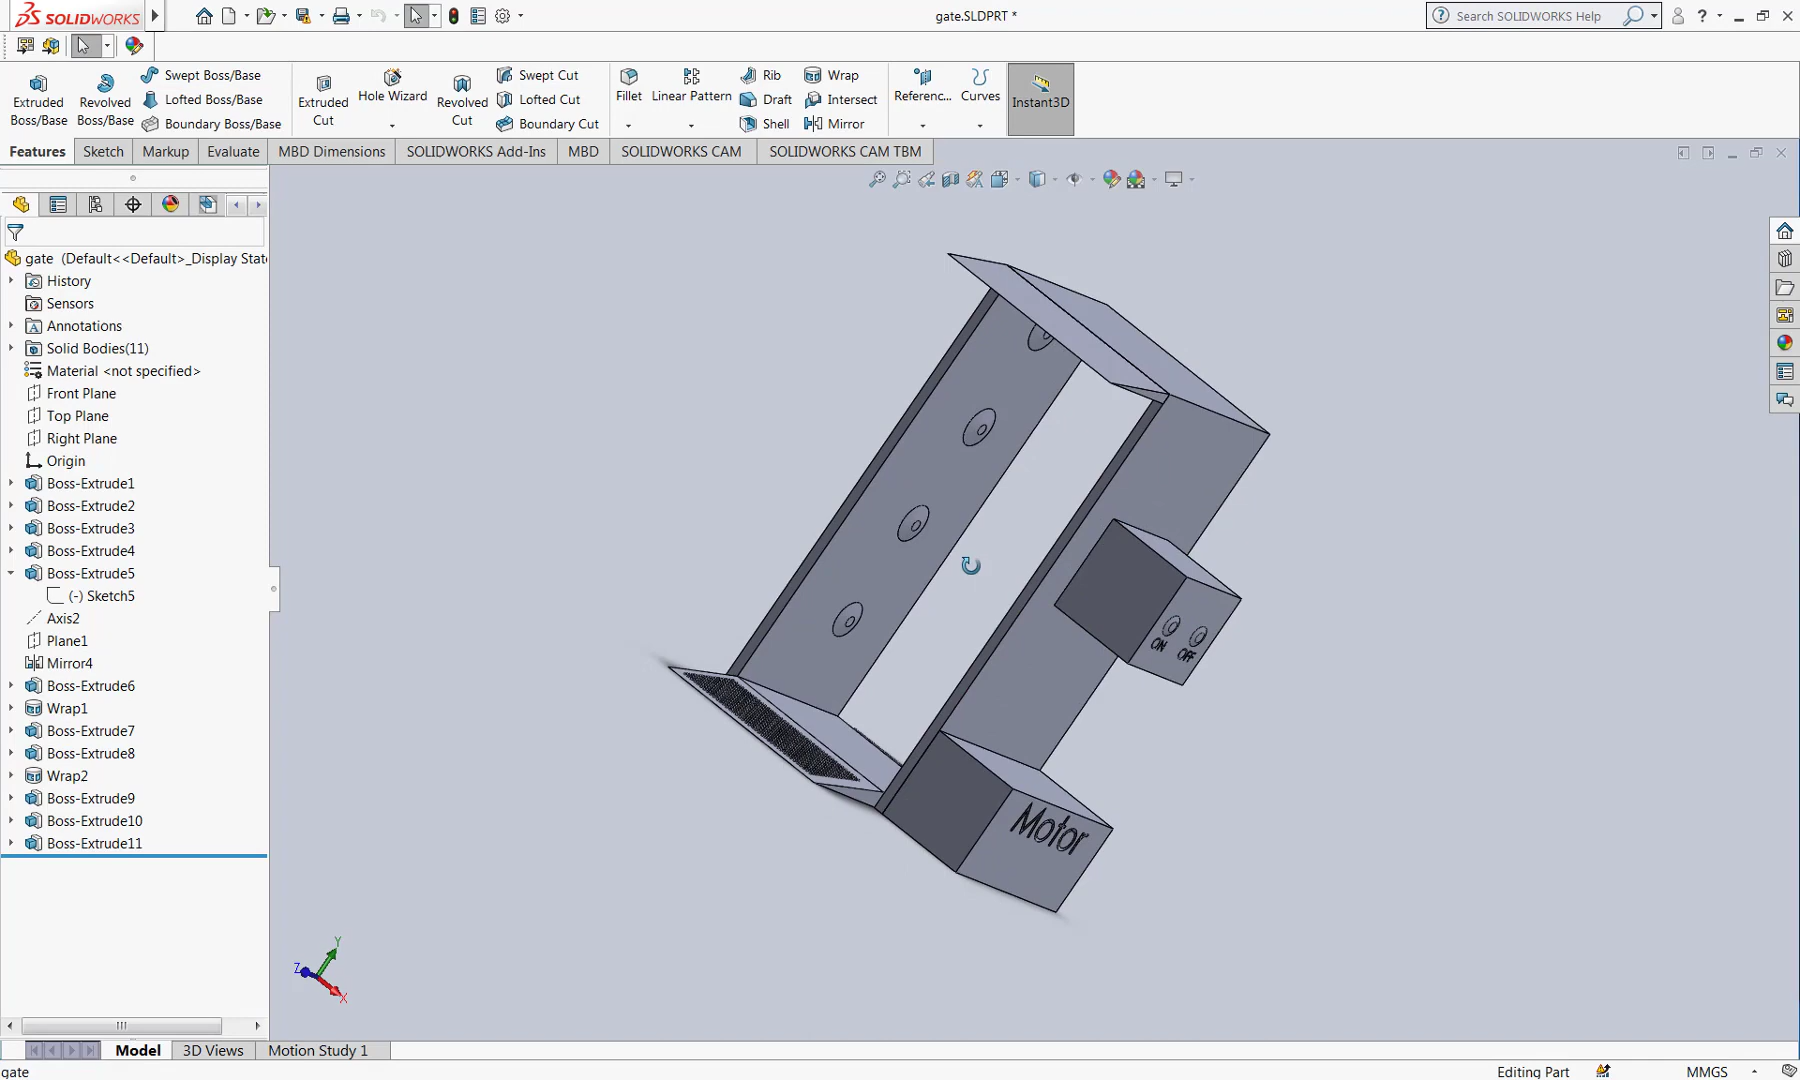 SOLIDWORKS
gate.SLDPRT *
Search SOLIDWORKS Help
Extruded Boss/Base
Revolved Boss/Base
Swept Boss/Base
Lofted Boss/Base
Boundary Boss/Base
Extruded Cut
Hole Wizard
Revolved Cut
Swept Cut
Lofted Cut
Boundary Cut
Fillet
Linear Pattern
Rib
Draft
Shell
Wrap
Intersect
Mirror
Referenc...
Curves
Instant3D
Features
Sketch
Markup
Evaluate
MBD Dimensions
SOLIDWORKS Add-Ins
MBD
SOLIDWORKS CAM
SOLIDWORKS CAM TBM
gate (Default<<Default>_Display State
History
Sensors
Annotations
Solid Bodies(11)
Material <not specified>
Front Plane
Top Plane
Right Plane
Origin
Boss-Extrude1
Boss-Extrude2
Boss-Extrude3
Boss-Extrude4
Boss-Extrude5
(-) Sketch5
Axis2
Plane1
Mirror4
Boss-Extrude6
Wrap1
Boss-Extrude7
Boss-Extrude8
Wrap2
Boss-Extrude9
Boss-Extrude10
Boss-Extrude11
ON OFF
Motor
Y
Z
X
Model
3D Views
Motion Study 1
gate
Editing Part
MMGS